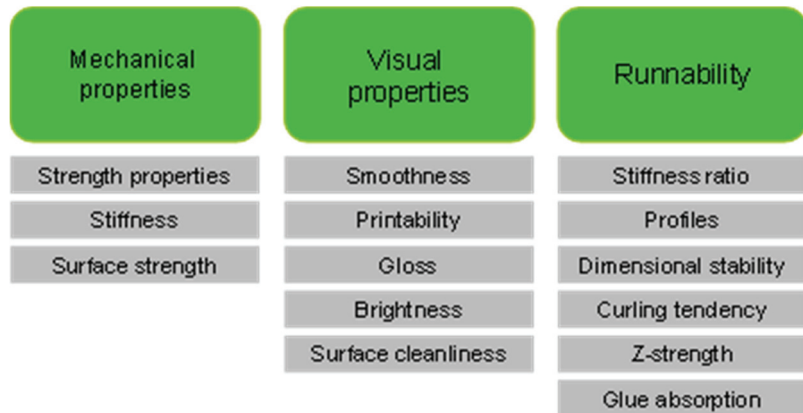 Mechanical
properties
Strength properties
Stiffness
Surface strength
Visual
properties
Smoothness
Printability
Gloss
Brightness
Surface cleanliness
Runnability
Stiffness ratio
Profiles
Dimensional stability
Curling tendency
Z-strength
Glue absorption